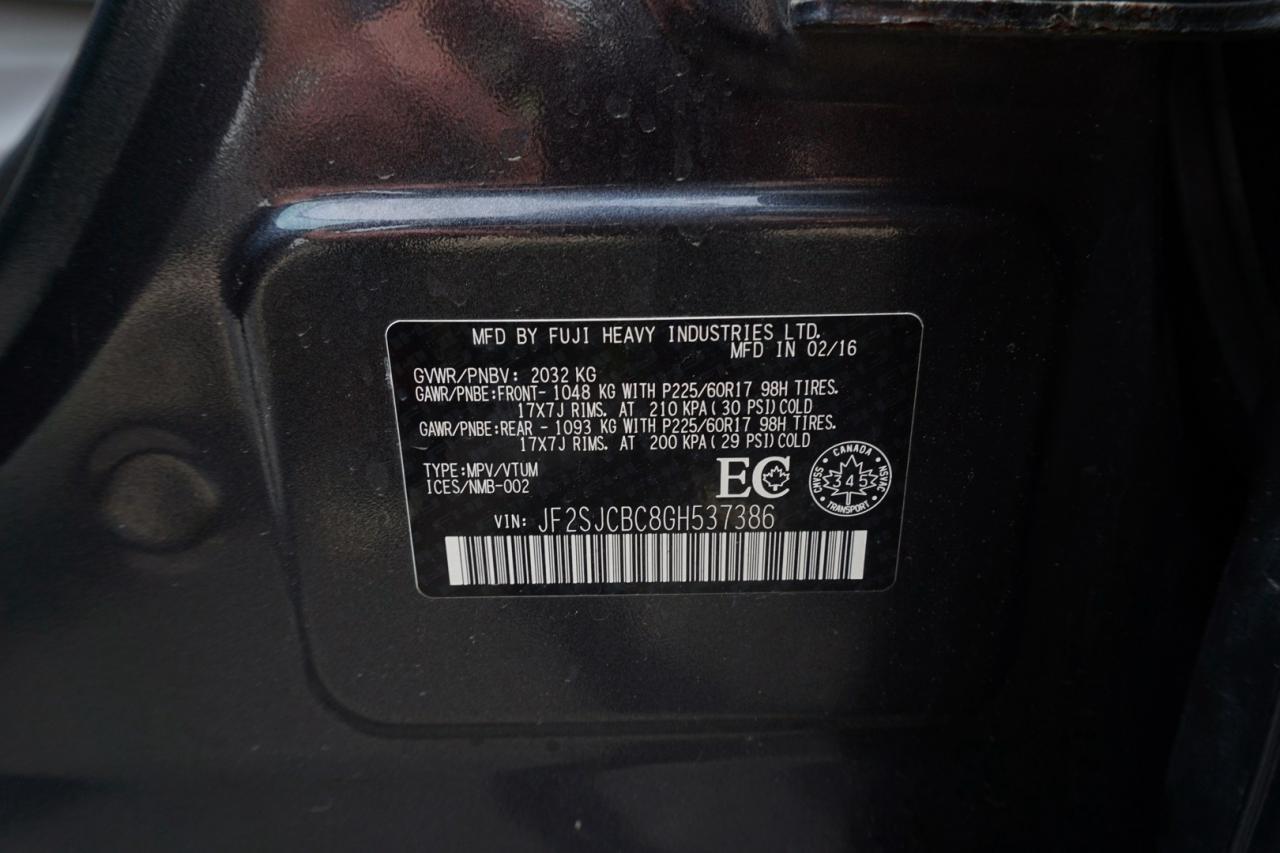 MFD BY FUJI HEAVY INDUSTRIES LTD.
MFD IN 02/16
GVWR/PNBV: 2032 KG
GAWR/PNBE:FRONT- 1048 KG WITH P225/60R17 98H TIRES.
17X7J RIMS. AT 210 KPA(30 PSI)COLD
GAWR/PNBE:REAR - 1093 KG WITH P225/60R17 98H TIRES.
17X7J RIMS. AT 200 KPA(29 PSI)COLD
TYPE:MPV/VTUM
ICES/NMB-002
EC
CANADA
CMVSS 345 NSVAC
TRANSPORT
VIN: JF2SJCBC8GH537386